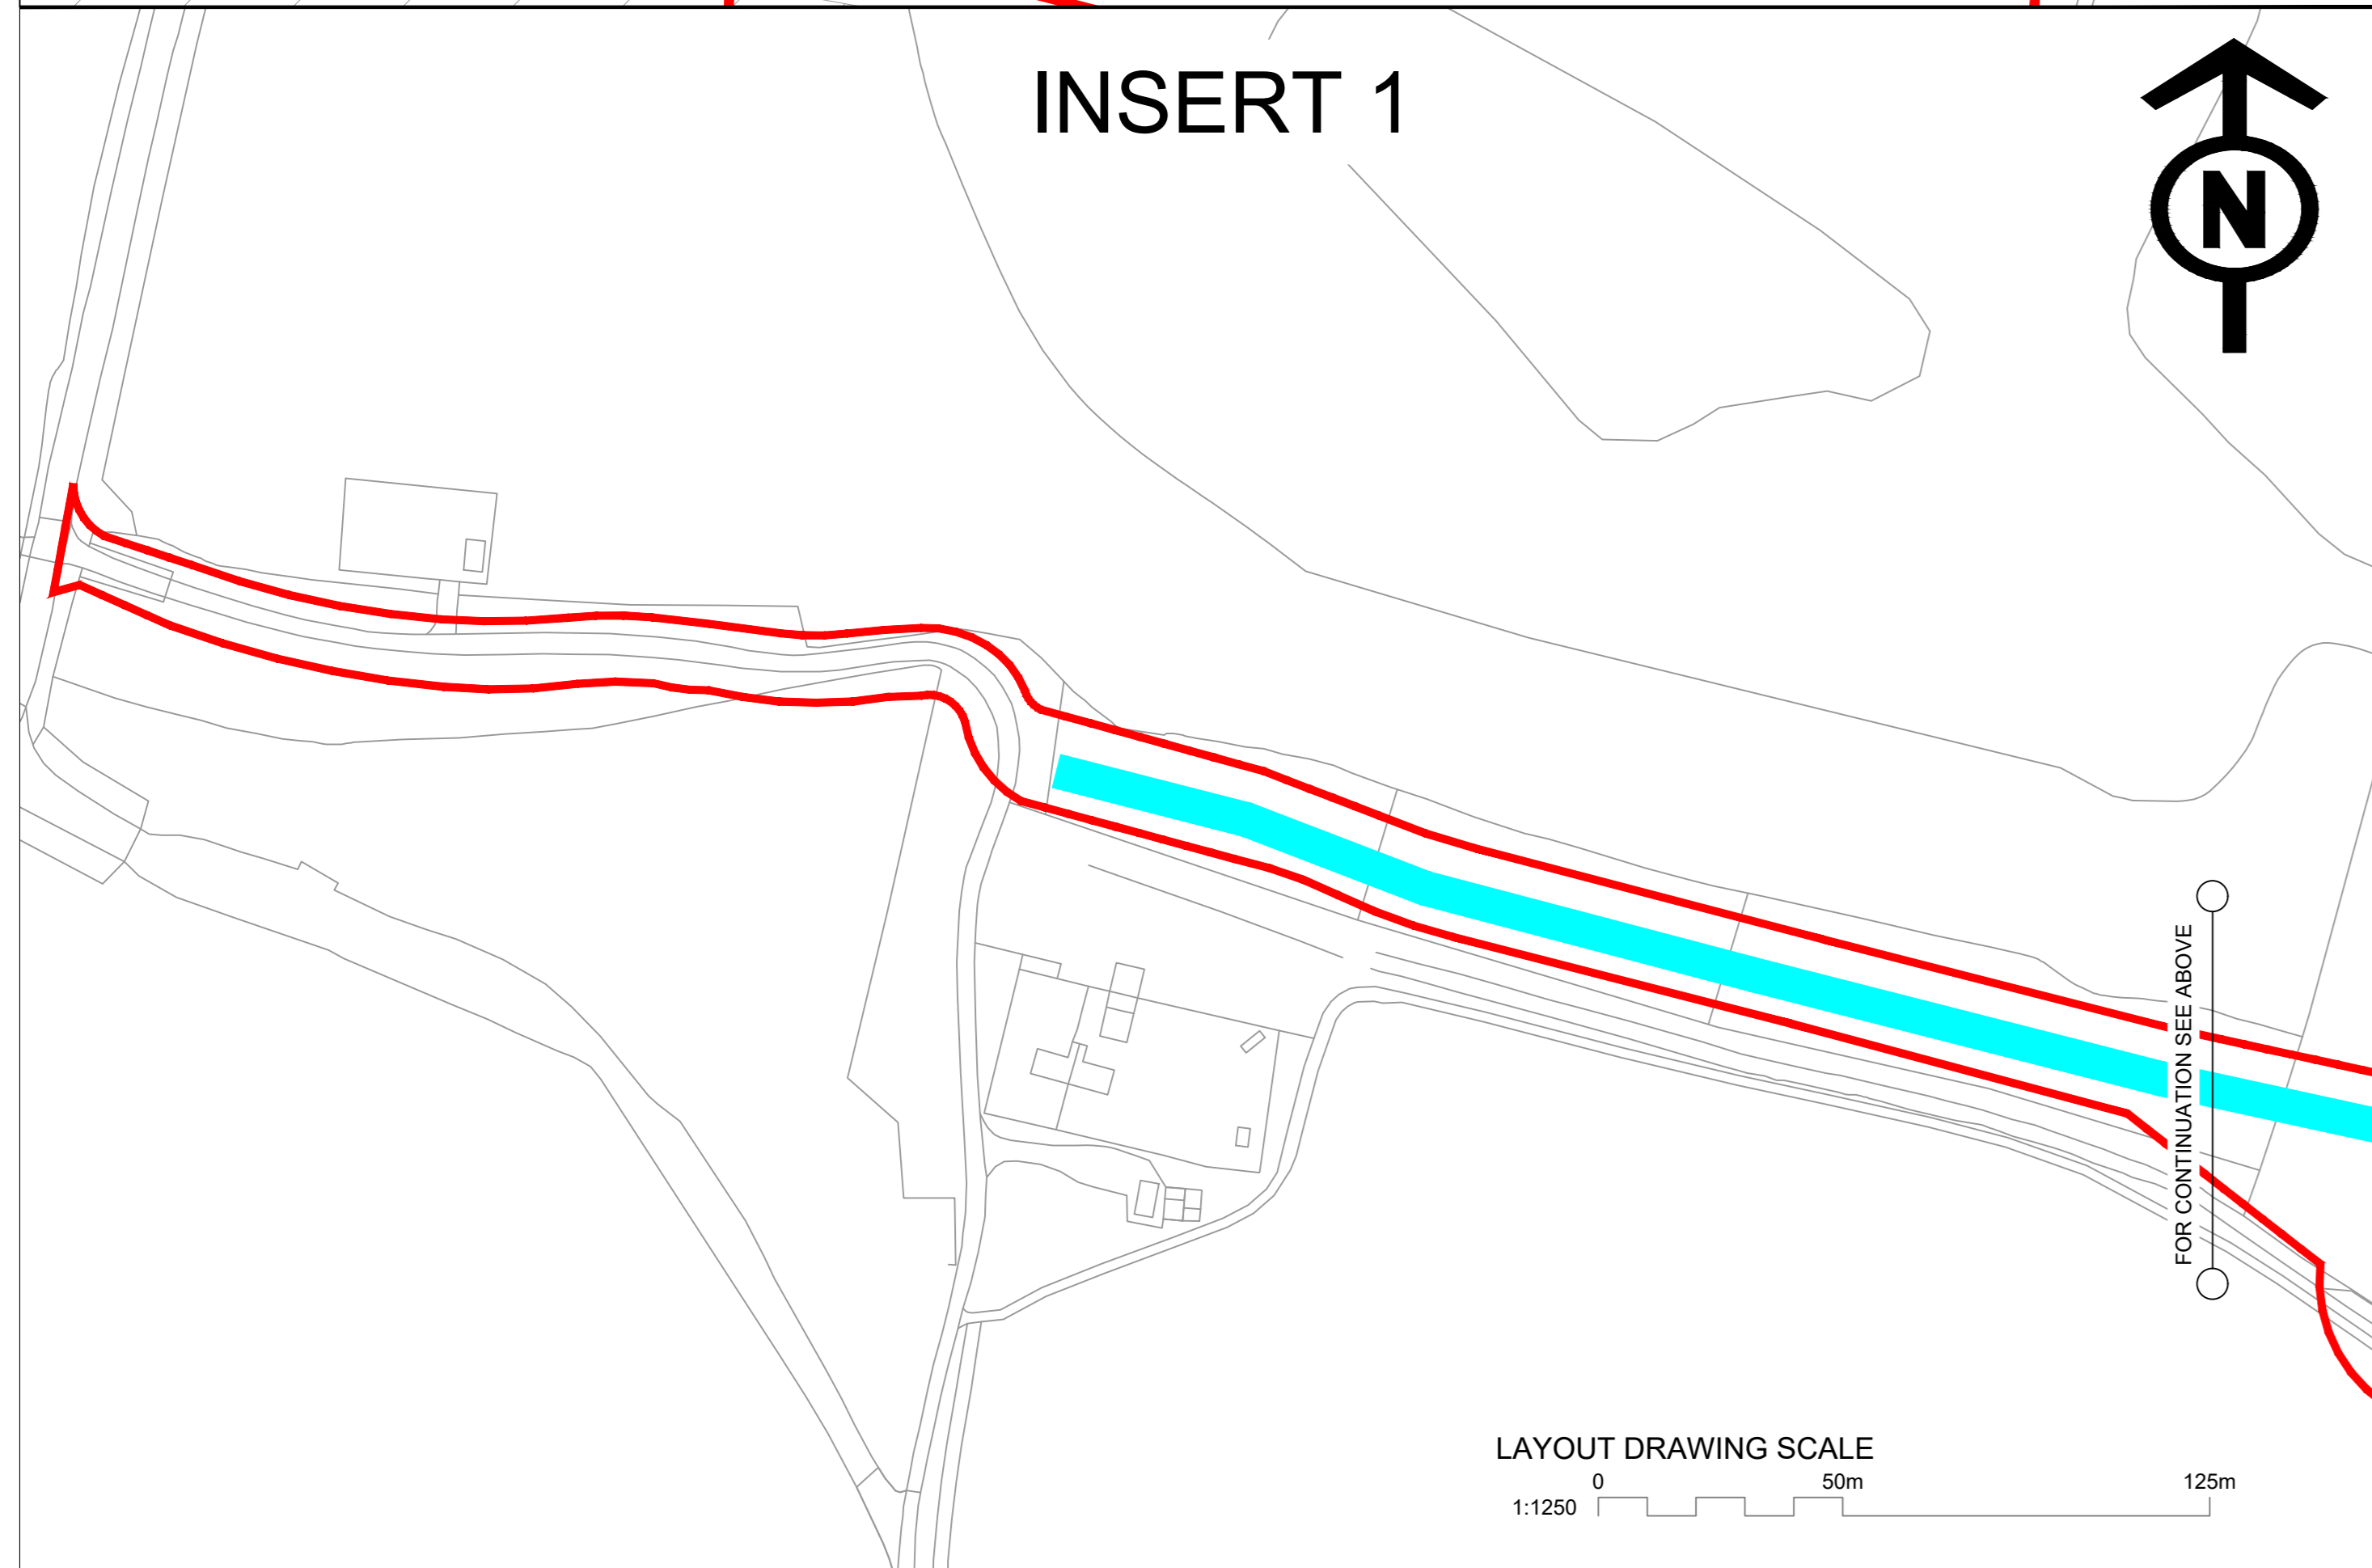 INSERT 1
N
FOR CONTINUATION SEE ABOVE
LAYOUT DRAWING SCALE
0 50m 125m
1:1250